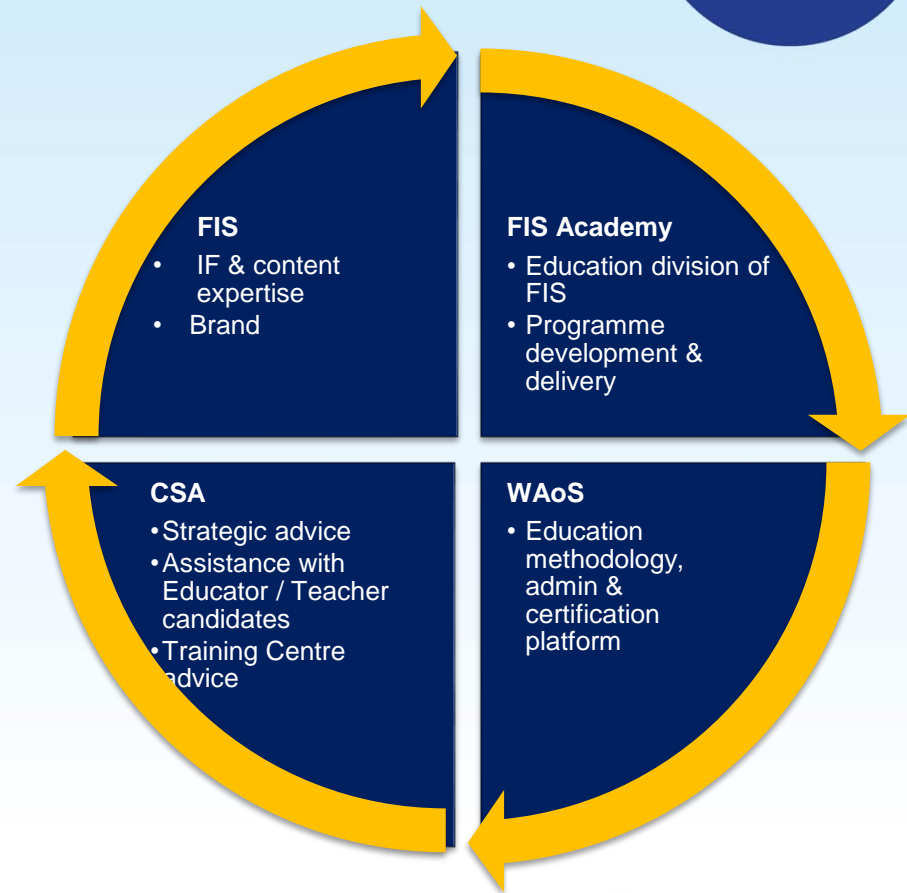 FIS
• IF & content
expertise
• Brand
FIS Academy
• Education division of
FIS
• Programme
development &
delivery
CSA
•Strategic advice
•Assistance with
Educator / Teacher
candidates
•Training Centre
advice
WAoS
• Education
methodology,
admin &
certification
platform